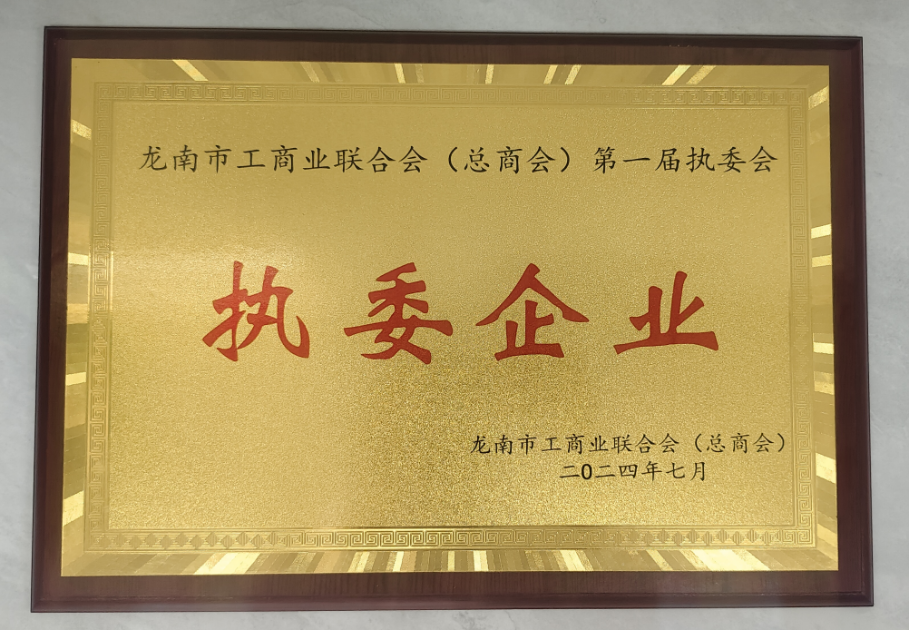 龙南市工商业联合会（总商会）第一届执委会
执委企业
龙南市工商业联合会（总商会）
二0二四年七月